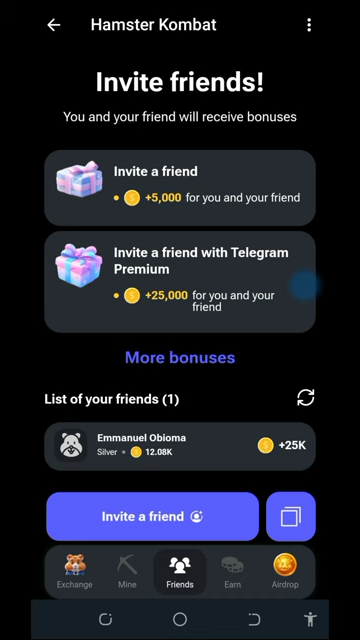 Hamster Kombat
Invite friends!
You and your friend will receive bonuses
Invite a friend
+5,000 for you and your friend
Invite a friend with Telegram
Premium
+25,000 for you and your
friend
More bonuses
List of your friends (1)
Emmanuel Obioma
Silver • 12.08K
+25K
Invite a friend
Exchange
Mine
Friends
Earn
Airdrop